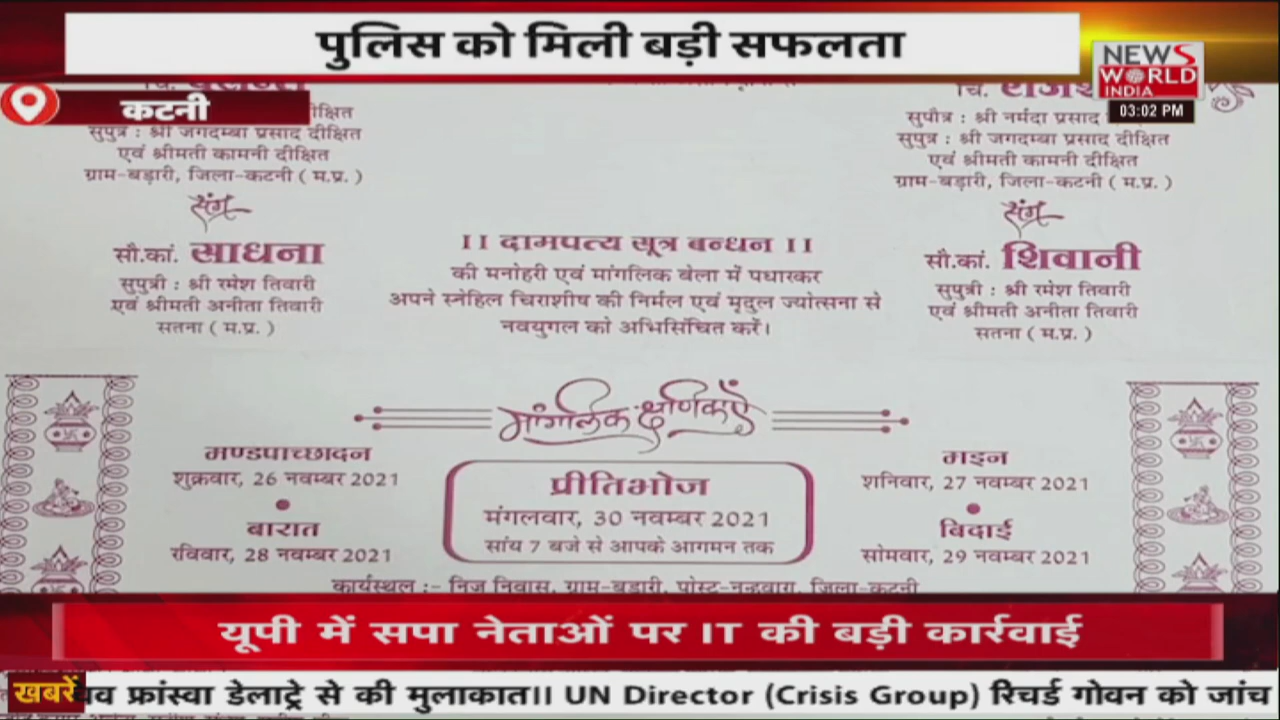 पुलिस को मिली बड़ी सफलता
NEWS
WORLD
INDIA
03:02 PM
कटनी
चि.
दीक्षित
सुपुत्र : श्री जगदम्बा प्रसाद दीक्षित
एवं श्रीमती कामनी दीक्षित
ग्राम-बड़ारी, जिला-कटनी ( म.प्र. )
संग
सौ.कां. साधना
सुपुत्री : श्री रमेश तिवारी
एवं श्रीमती अनीता तिवारी
सतना ( म.प्र. )
।। दामपत्य सूत्र बन्धन ।।
की मनोहरी एवं मांगलिक बेला में पधारकर
अपने स्नेहिल चिराशीष की निर्मल एवं मृदुल ज्योत्सना से
नवयुगल को अभिसिंचित करें।
चि.
सुपौत्र : श्री नर्मदा प्रसाद
सुपुत्र : श्री जगदम्बा प्रसाद दीक्षित
एवं श्रीमती कामनी दीक्षित
ग्राम-बड़ारी, जिला-कटनी ( म.प्र. )
संग
सौ.कां. शिवानी
सुपुत्री : श्री रमेश तिवारी
एवं श्रीमती अनीता तिवारी
सतना ( म.प्र. )
मांगलिक क्षणिकाएँ
मण्डपाच्छादन
शुक्रवार, 26 नवम्बर 2021
बारात
रविवार, 28 नवम्बर 2021
प्रीतिभोज
मंगलवार, 30 नवम्बर 2021
सांय 7 बजे से आपके आगमन तक
माइन
शनिवार, 27 नवम्बर 2021
बिदाई
सोमवार, 29 नवम्बर 2021
कार्यस्थल :- निज निवास, ग्राम-बड़ारी, पोस्ट-नन्हवारा, जिला-कटनी
यूपी में सपा नेताओं पर IT की बड़ी कार्रवाई
खबरें फ्रांस्वा डेलाट्रे से की मुलाकात।। UN Director (Crisis Group) रिचर्ड गोवन को जांच